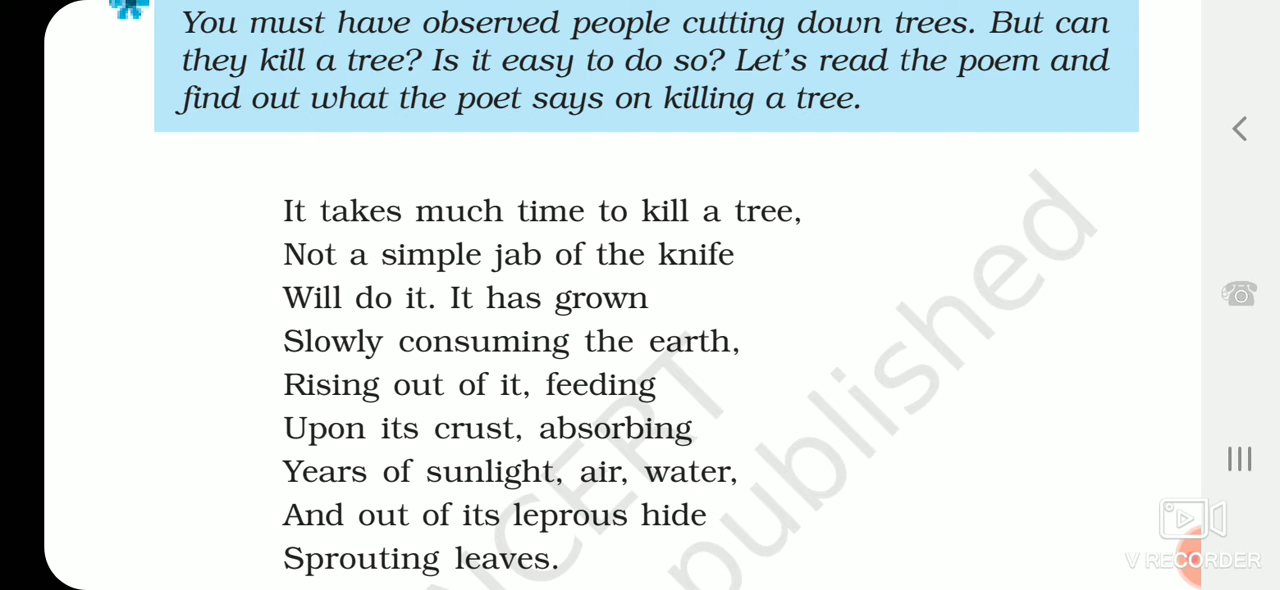 You must have observed people cutting down trees. But can
they kill a tree? Is it easy to do so? Let's read the poem and
find out what the poet says on killing a tree.
It takes much time to kill a tree,
Not a simple jab of the knife
Will do it. It has grown
Slowly consuming the earth,
Rising out of it, feeding
Upon its crust, absorbing
Years of sunlight, air, water,
And out of its leprous hide
Sprouting leaves.
NCERT
published
V RECORDER